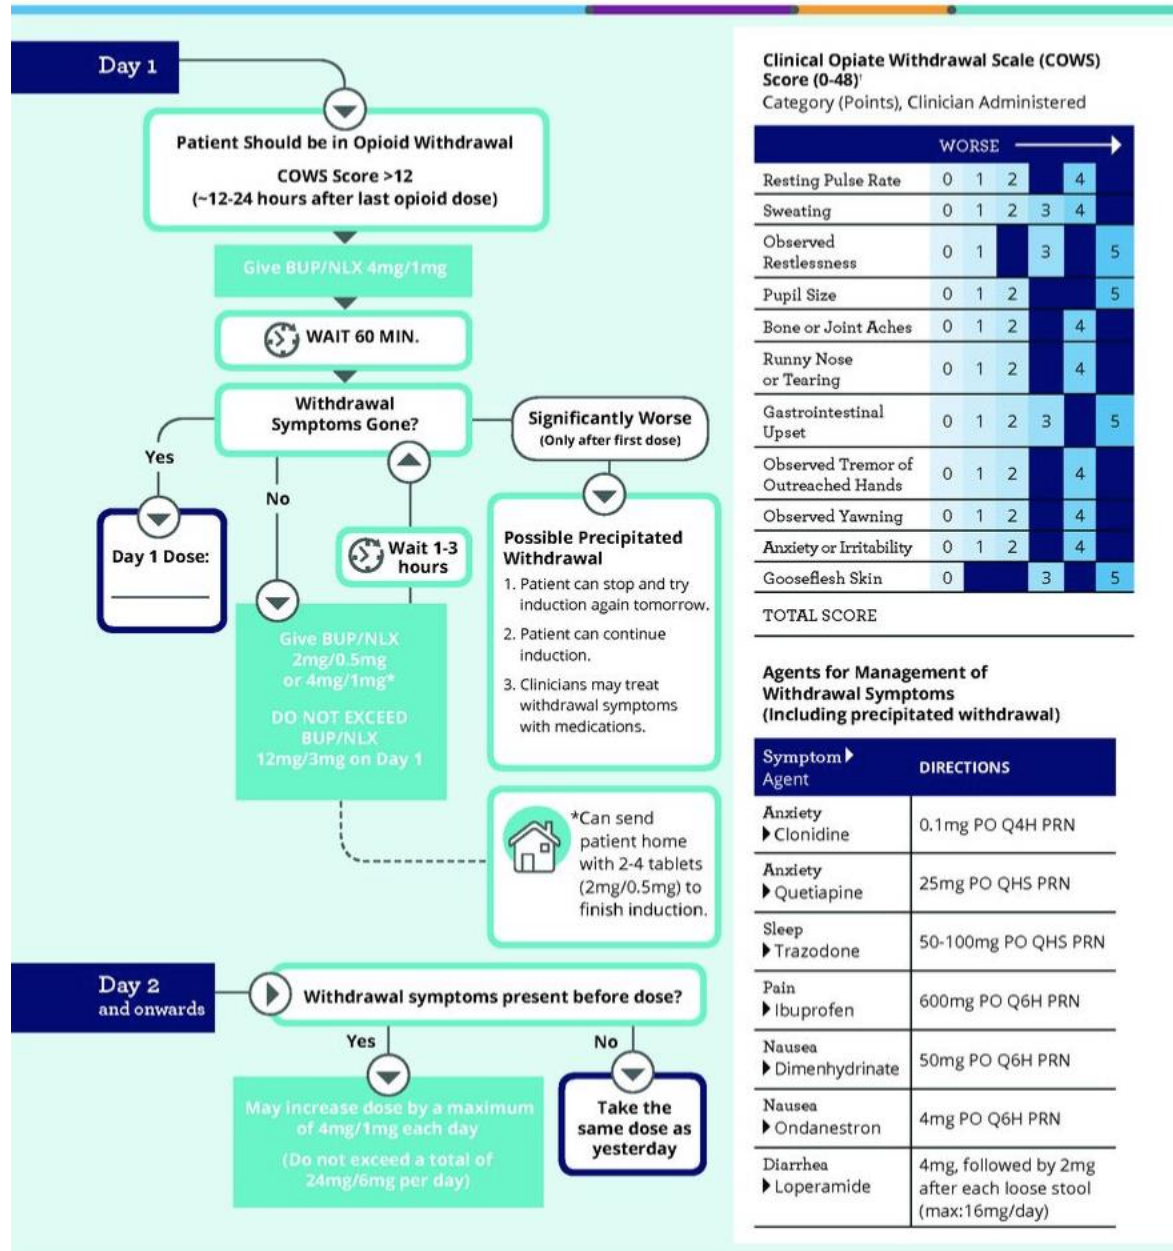 Day 1
Patient Should be in Opioid Withdrawal
COWS Score >12
(~12-24 hours after last opioid dose)
Give BUP/NLX 4mg/1mg
WAIT 60 MIN.
Withdrawal
Symptoms Gone?
Significantly Worse
(Only after first dose)
Yes
No
Day 1 Dose:
Wait 1-3
hours
Give BUP/NLX
2mg/0.5mg
or 4mg/1mg*
DO NOT EXCEED
BUP/NLX
12mg/3mg on Day 1
Possible Precipitated
Withdrawal
1. Patient can stop and try
induction again tomorrow.
2. Patient can continue
induction.
3. Clinicians may treat
withdrawal symptoms
with medications.
*Can send
patient home
with 2-4 tablets
(2mg/0.5mg) to
finish induction.
Day 2
and onwards
Withdrawal symptoms present before dose?
Yes
No
May increase dose by a maximum
of 4mg/1mg each day
(Do not exceed a total of
24mg/6mg per day)
Take the
same dose as
yesterday
Clinical Opiate Withdrawal Scale (COWS)
Score (0-48)†
Category (Points), Clinician Administered
WORSE
Resting Pulse Rate 0 1 2 4
Sweating 0 1 2 3 4
Observed
Restlessness 0 1 3 5
Pupil Size 0 1 2 5
Bone or Joint Aches 0 1 2 4
Runny Nose
or Tearing 0 1 2 4
Gastrointestinal
Upset 0 1 2 3 5
Observed Tremor of
Outreached Hands 0 1 2 4
Observed Yawning 0 1 2 4
Anxiety or Irritability 0 1 2 4
Gooseflesh Skin 0 3 5
TOTAL SCORE
Agents for Management of
Withdrawal Symptoms
(Including precipitated withdrawal)
Symptom
Agent
DIRECTIONS
Anxiety
Clonidine
0.1mg PO Q4H PRN
Anxiety
Quetiapine
25mg PO QHS PRN
Sleep
Trazodone
50-100mg PO QHS PRN
Pain
Ibuprofen
600mg PO Q6H PRN
Nausea
Dimenhydrinate
50mg PO Q6H PRN
Nausea
Ondanestron
4mg PO Q6H PRN
Diarrhea
Loperamide
4mg, followed by 2mg
after each loose stool
(max:16mg/day)